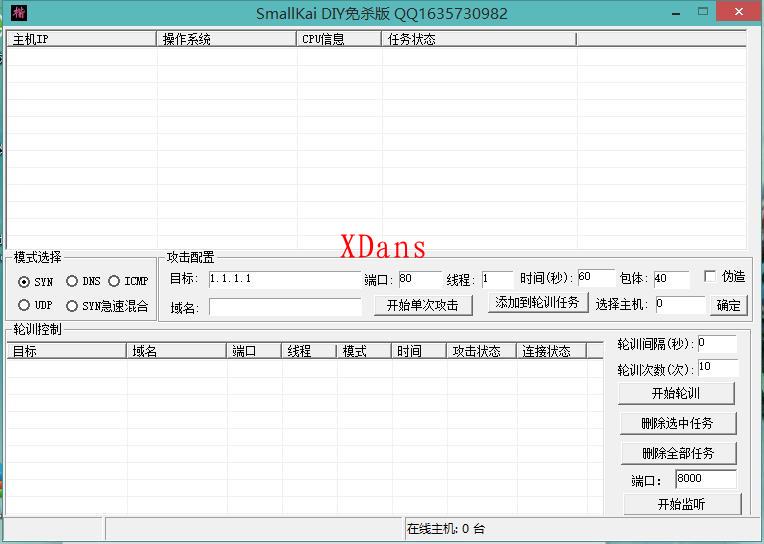 楷 SmallKai DIY免杀版 QQ1635730982
主机IP 操作系统 CPU信息 任务状态
XDans
模式选择
SYN DNS ICMP
UDP SYN急速混合
攻击配置
目标: 1.1.1.1 端口: 80 线程: 1 时间(秒): 60 包体: 40 伪造
域名: 开始单次攻击 添加到轮训任务 选择主机: 0 确定
轮训控制
目标 域名 端口 线程 模式 时间 攻击状态 连接状态
轮训间隔(秒): 0
轮训次数(次): 10
开始轮训
删除选中任务
删除全部任务
端口: 8000
开始监听
在线主机: 0 台